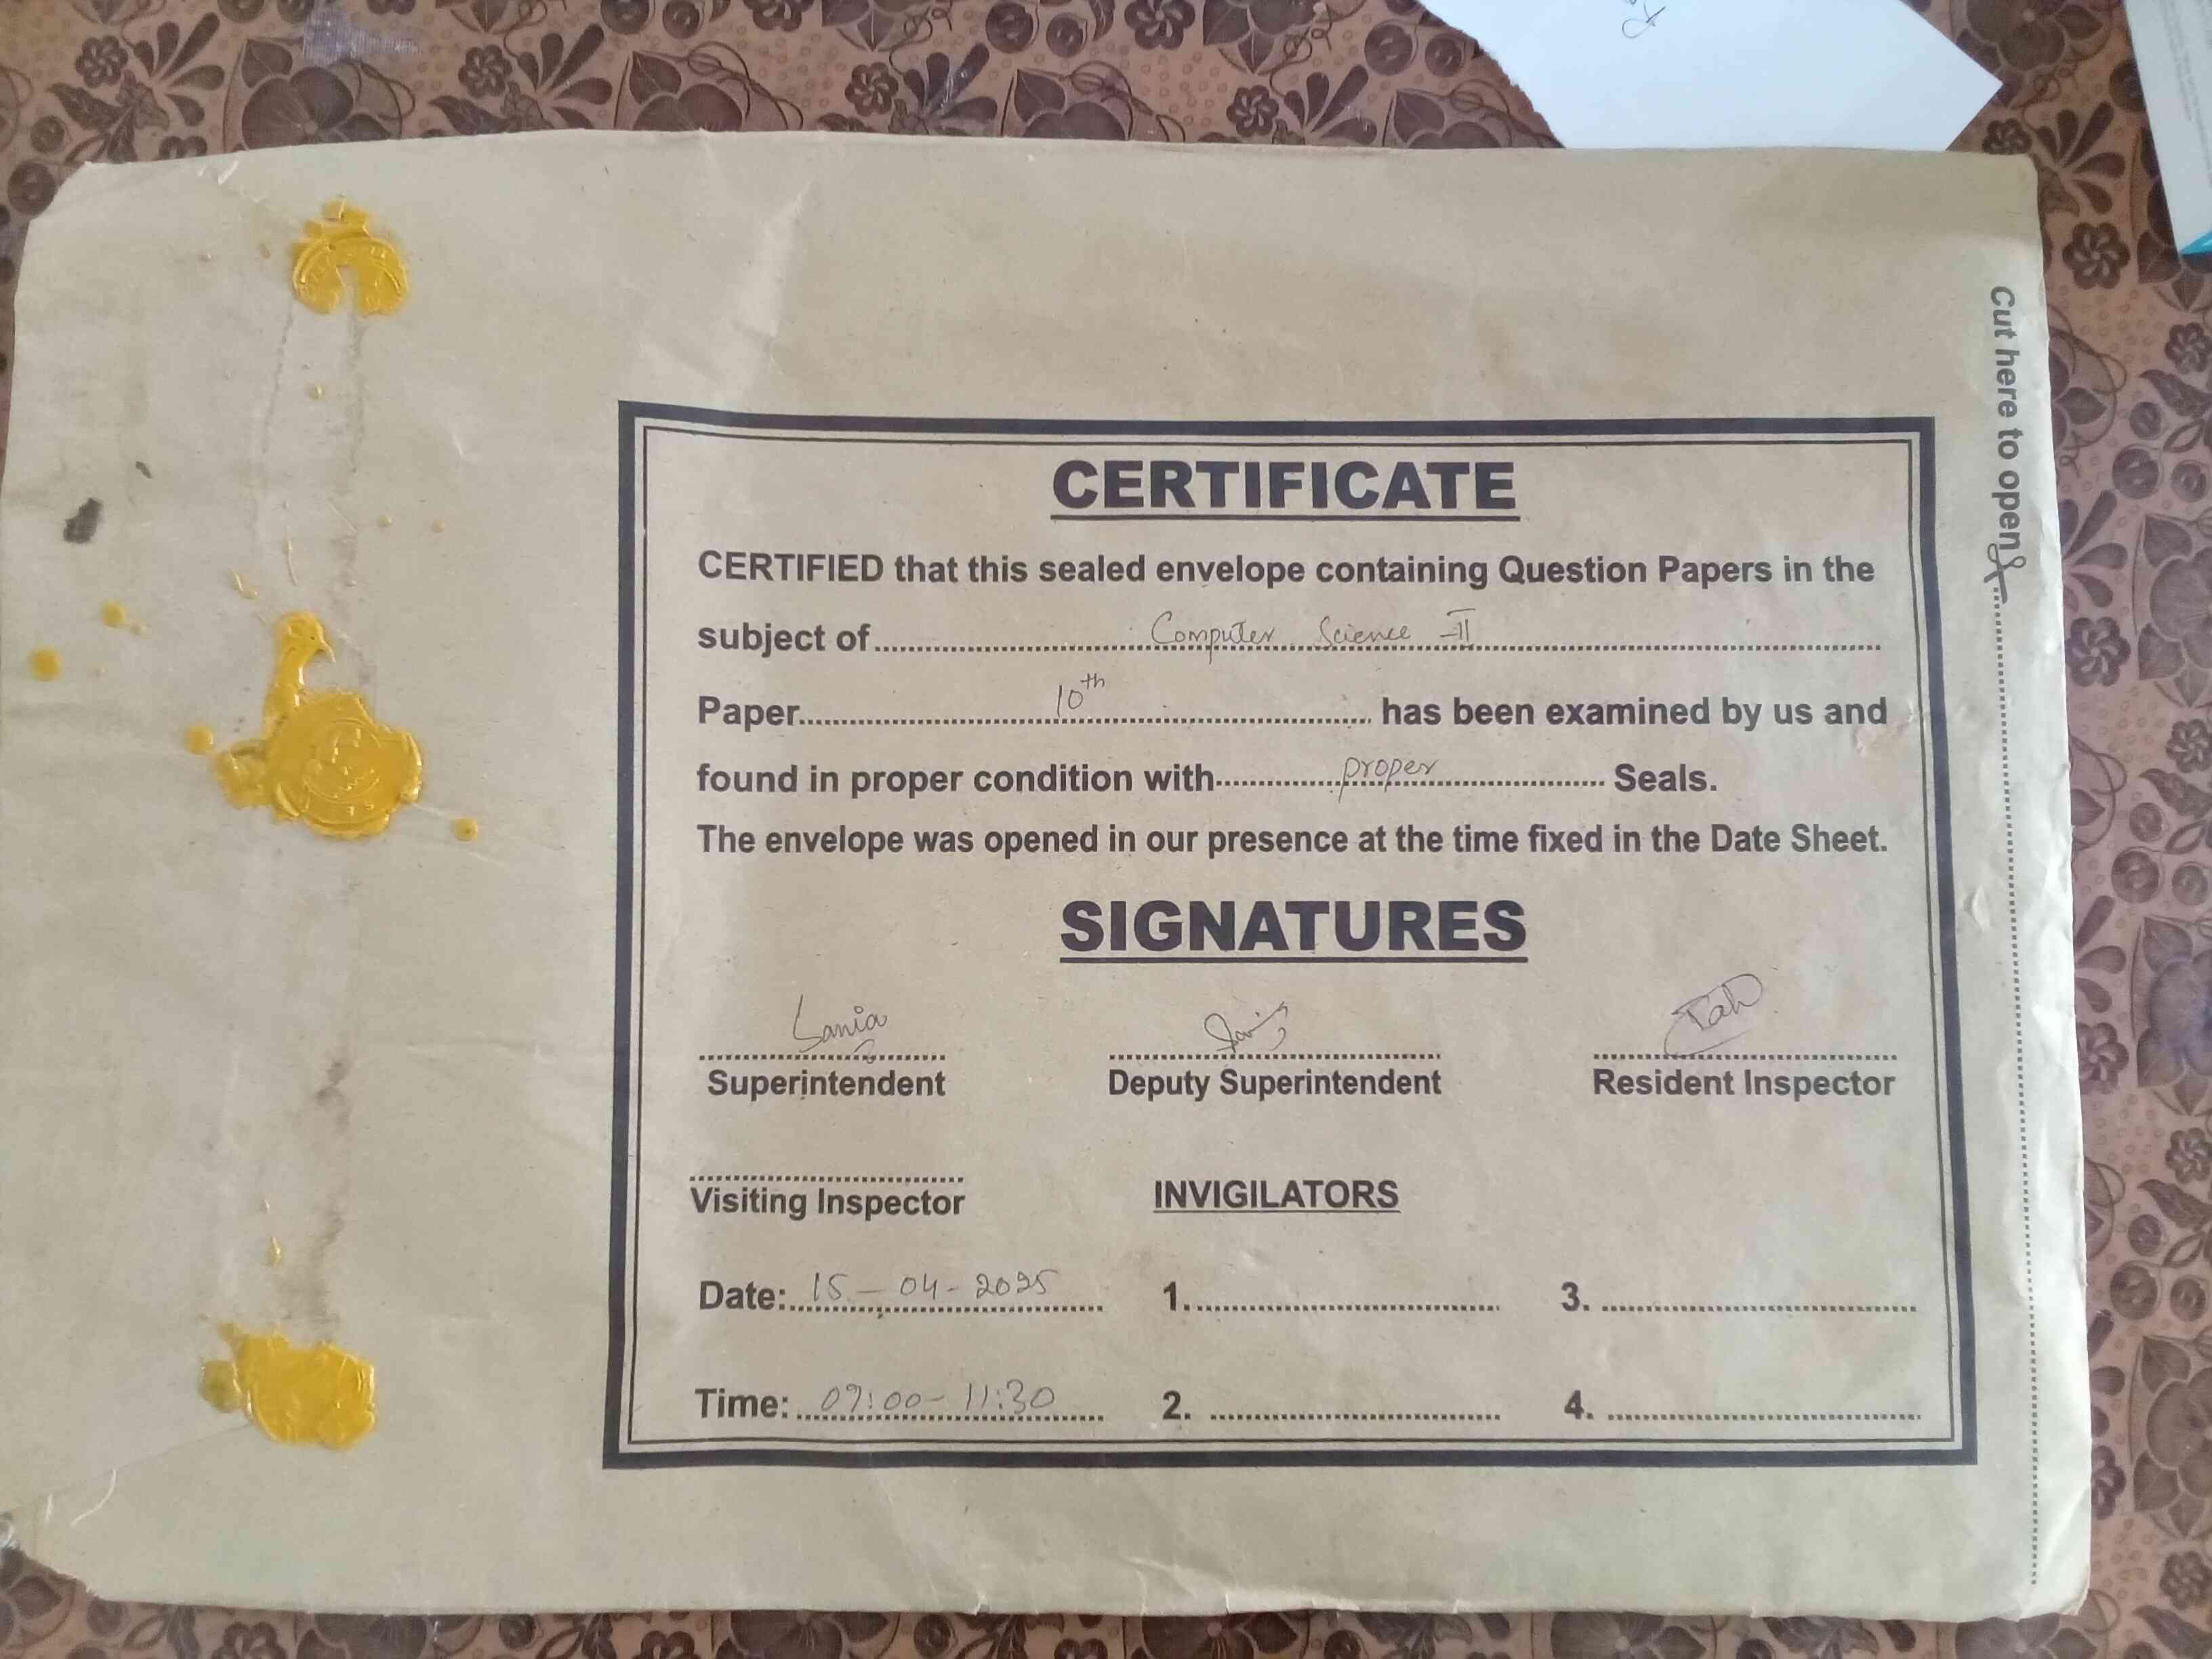 Cut here to open
CERTIFICATE
CERTIFIED that this sealed envelope containing Question Papers in the
subject of Computer Science -II
Paper 10th has been examined by us and
found in proper condition with proper Seals.
The envelope was opened in our presence at the time fixed in the Date Sheet.
SIGNATURES
Sania
Superintendent Deputy Superintendent Resident Inspector
Visiting Inspector INVIGILATORS
Date: 15-04-2025 1. 3.
Time: 09:00-11:30 2. 4.